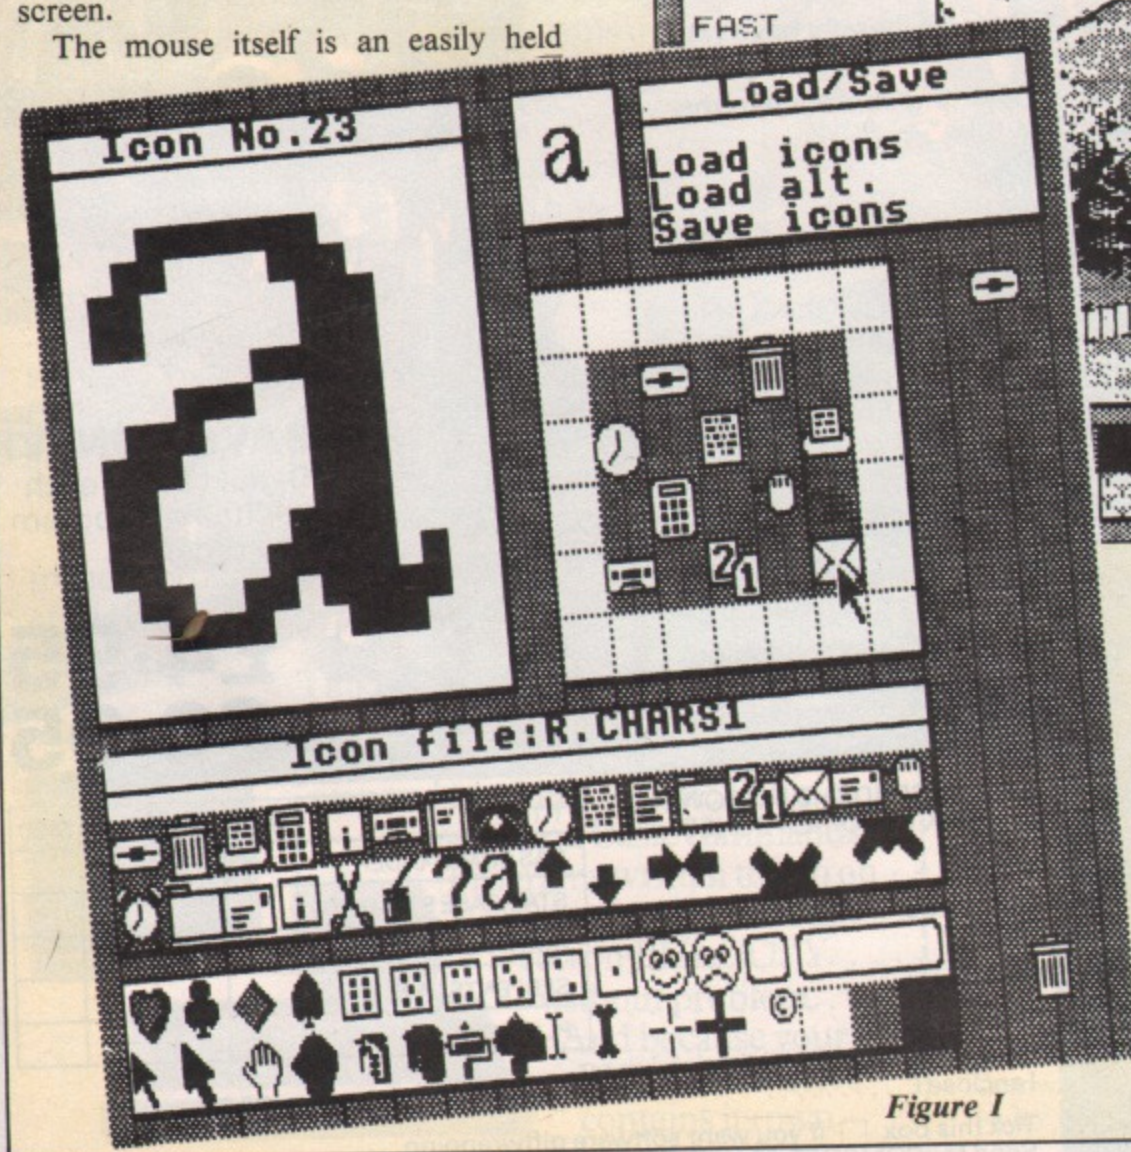 screen.
The mouse itself is an easily held
FAST
Icon No.23
a
Load/Save
Load icons
Load alt.
Save icons
Icon file:R.CHARS1
Figure I